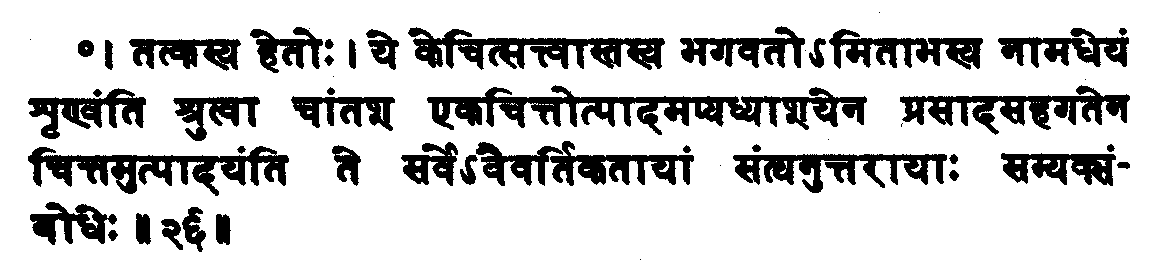 ०। तत्कस्य हेतोः। ये केचित्सत्त्वास्तस्य भगवतोऽमिताभस्य नामधेयं
शृण्वंति श्रुत्वा चांतश एकचित्तोत्पादमप्यध्याशयेन प्रसादसहगतेन
चित्तमुत्पादयंति ते सर्वेऽवैवर्तिकतायां संत्यनुत्तरायाः सम्यक्सं-
बोधेः॥२६॥